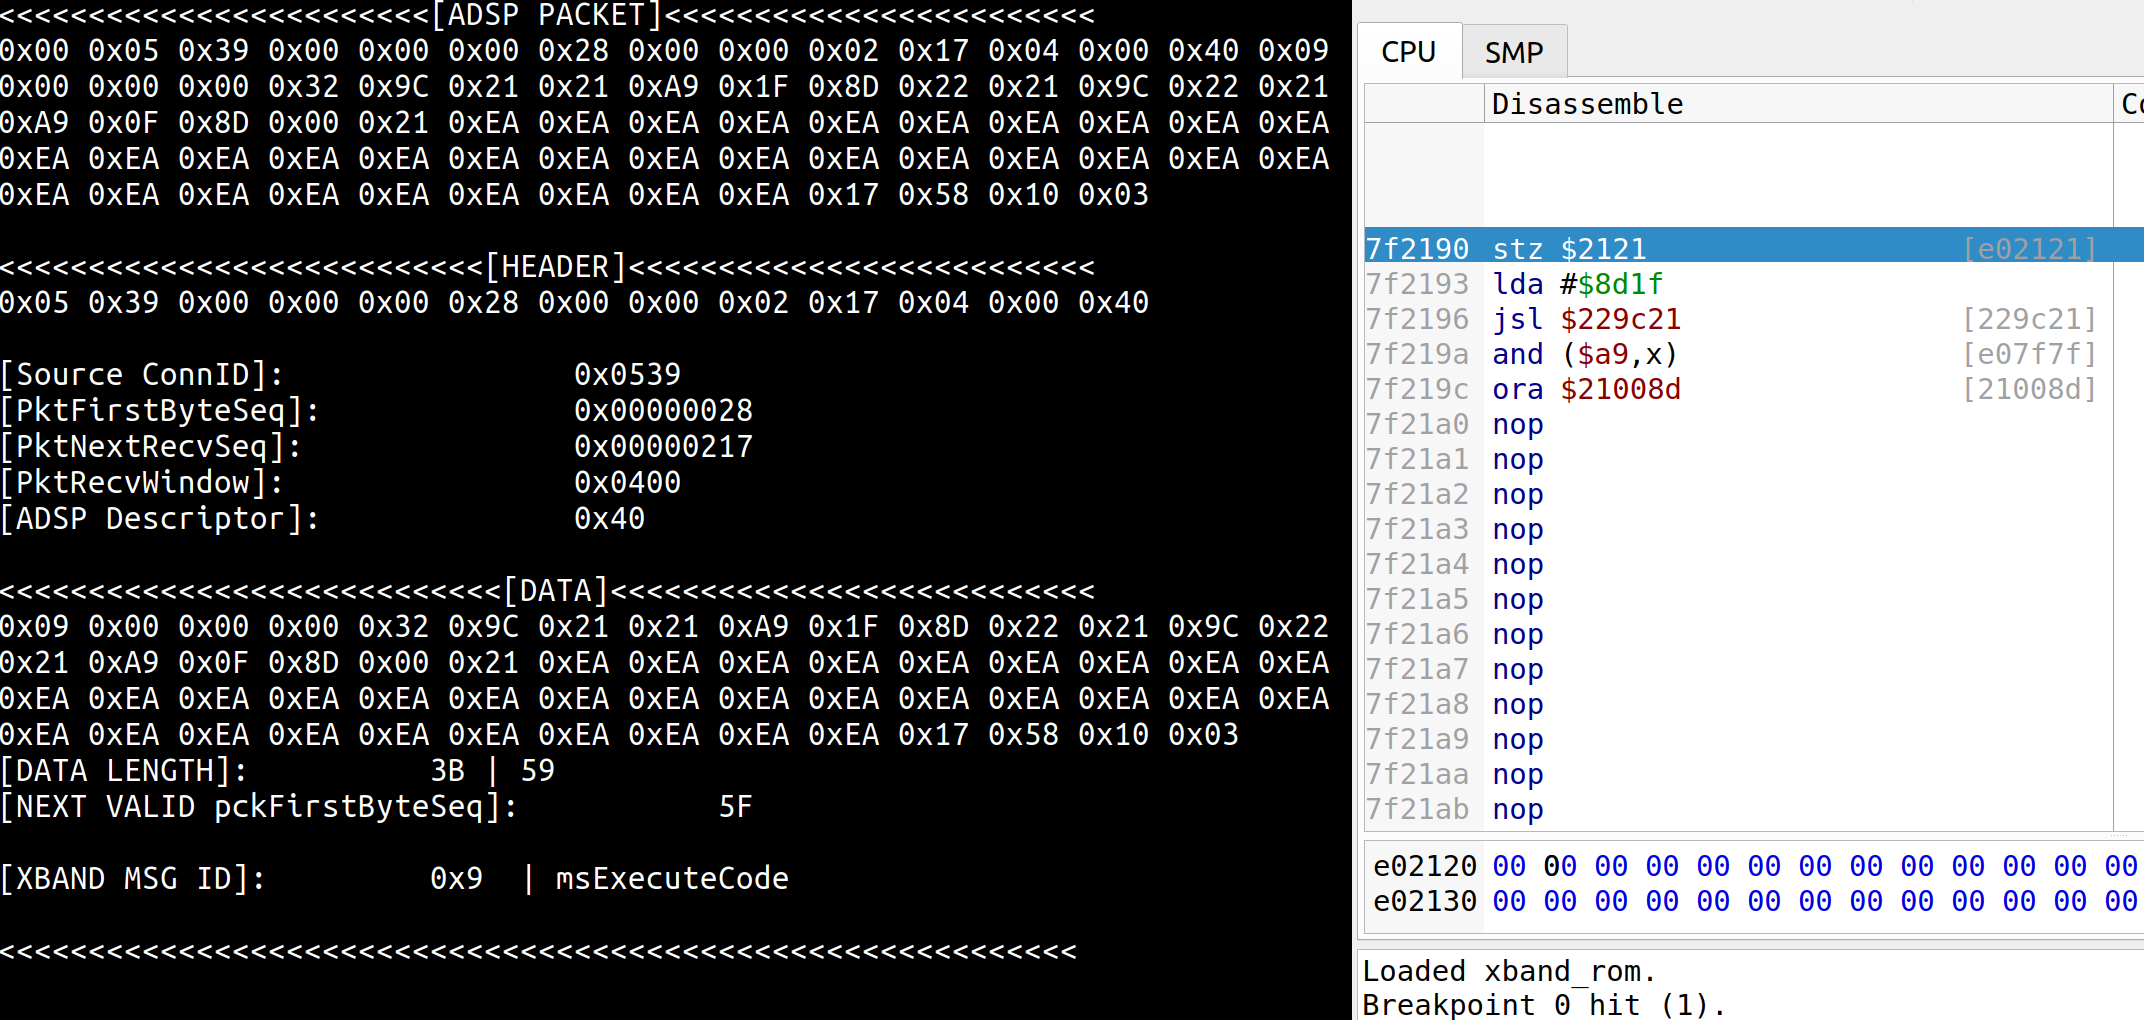 <<<<<<<<<<<<<<<<<<<<<<<<[ADSP PACKET]<<<<<<<<<<<<<<<<<<<<<<<<
0x00 0x05 0x39 0x00 0x00 0x00 0x28 0x00 0x00 0x02 0x17 0x04 0x00 0x40 0x09
0x00 0x00 0x00 0x32 0x9C 0x21 0x21 0xA9 0x1F 0x8D 0x22 0x21 0x9C 0x22 0x21
0xA9 0x0F 0x8D 0x00 0x21 0xEA 0xEA 0xEA 0xEA 0xEA 0xEA 0xEA 0xEA 0xEA 0xEA
0xEA 0xEA 0xEA 0xEA 0xEA 0xEA 0xEA 0xEA 0xEA 0xEA 0xEA 0xEA 0xEA 0xEA 0xEA
0xEA 0xEA 0xEA 0xEA 0xEA 0xEA 0xEA 0xEA 0xEA 0x17 0x58 0x10 0x03
<<<<<<<<<<<<<<<<<<<<<<<<<<<[HEADER]<<<<<<<<<<<<<<<<<<<<<<<<<<
0x05 0x39 0x00 0x00 0x00 0x28 0x00 0x00 0x02 0x17 0x04 0x00 0x40
[Source ConnID]: 0x0539
[PktFirstByteSeq]: 0x00000028
[PktNextRecvSeq]: 0x00000217
[PktRecvWindow]: 0x0400
[ADSP Descriptor]: 0x40
<<<<<<<<<<<<<<<<<<<<<<<<<<<<[DATA]<<<<<<<<<<<<<<<<<<<<<<<<<<<
0x09 0x00 0x00 0x00 0x32 0x9C 0x21 0x21 0xA9 0x1F 0x8D 0x22 0x21 0x9C 0x22
0x21 0xA9 0x0F 0x8D 0x00 0x21 0xEA 0xEA 0xEA 0xEA 0xEA 0xEA 0xEA 0xEA 0xEA
0xEA 0xEA 0xEA 0xEA 0xEA 0xEA 0xEA 0xEA 0xEA 0xEA 0xEA 0xEA 0xEA 0xEA 0xEA
0xEA 0xEA 0xEA 0xEA 0xEA 0xEA 0xEA 0xEA 0xEA 0xEA 0x17 0x58 0x10 0x03
[DATA LENGTH]: 3B | 59
[NEXT VALID pckFirstByteSeq]: 5F
[XBAND MSG ID]: 0x9 | msExecuteCode
<<<<<<<<<<<<<<<<<<<<<<<<<<<<<<<<<<<<<<<<<<<<<<<<<<<<<<<<<<<<
CPU SMP
Disassemble
7f2190 stz $2121 [e02121]
7f2193 lda #$8d1f
7f2196 jsl $229c21 [229c21]
7f219a and ($a9,x) [e07f7f]
7f219c ora $21008d [21008d]
7f21a0 nop
7f21a1 nop
7f21a2 nop
7f21a3 nop
7f21a4 nop
7f21a5 nop
7f21a6 nop
7f21a7 nop
7f21a8 nop
7f21a9 nop
7f21aa nop
7f21ab nop
e02120 00 00 00 00 00 00 00 00 00 00 00 00 00
e02130 00 00 00 00 00 00 00 00 00 00 00 00 00
Loaded xband_rom.
Breakpoint 0 hit (1).